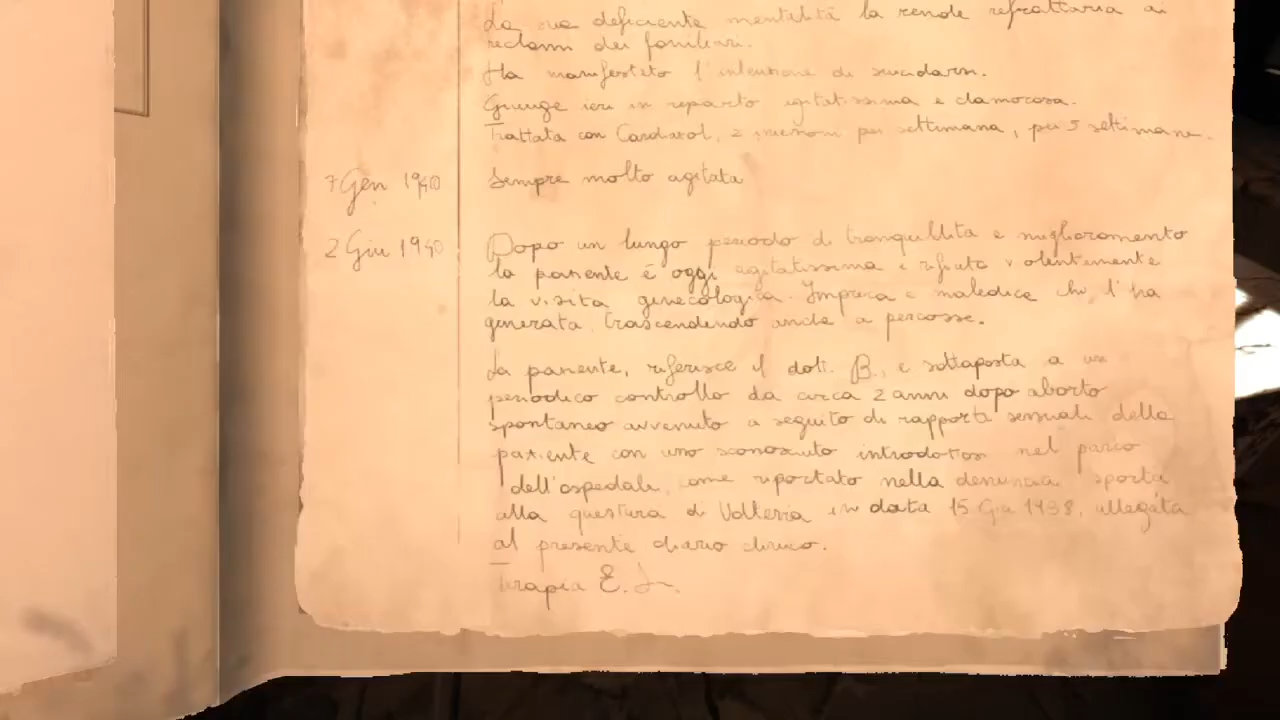 La sua deficiente mentalità la rende refrattaria ai
reclami dei familiari.
Ha manifestato l'intenzione di suicidarsi.
Giunge ieri in reparto agitatissima e clamorosa.
Trattata con Cardiazol, 2 iniezioni per settimana, per 5 settimane.
7 Gen 1940 Sempre molto agitata
2 Giu 1940 Dopo un lungo periodo di tranquillità e miglioramento
la paziente è oggi agitatissima e rifiuta violentemente
la visita ginecologica. Impreca e maledice chi l'ha
generata, trascendendo anche a percosse.
La paziente, riferisce il dott. B., è sottoposta a un
periodico controllo da circa 2 anni dopo aborto
spontaneo avvenuto a seguito di rapporti sessuali della
paziente con uno sconosciuto introdottosi nel parco
dell'ospedale, come riportato nella denuncia sporta
alla questura di Volterra in data 15 Giu 1938, allegata
al presente diario clinico.
Terapia E.